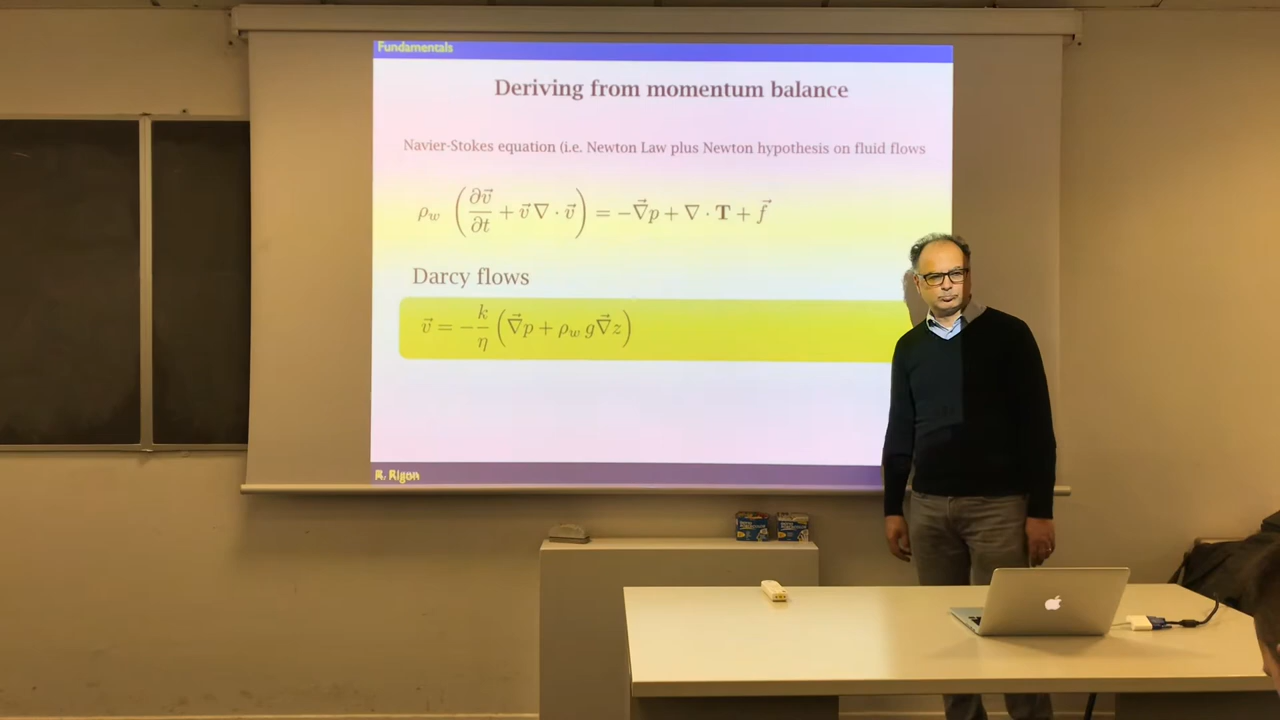 Fundamentals
Deriving from momentum balance
Navier-Stokes equation (i.e. Newton Law plus Newton hypothesis on fluid flows
ρ_w (∂v⃗/∂t + v⃗ ∇ · v⃗) = −∇⃗p + ∇ · T + f⃗
Darcy flows
v⃗ = −k/η (∇⃗p + ρ_w g∇⃗z)
R. Rigon